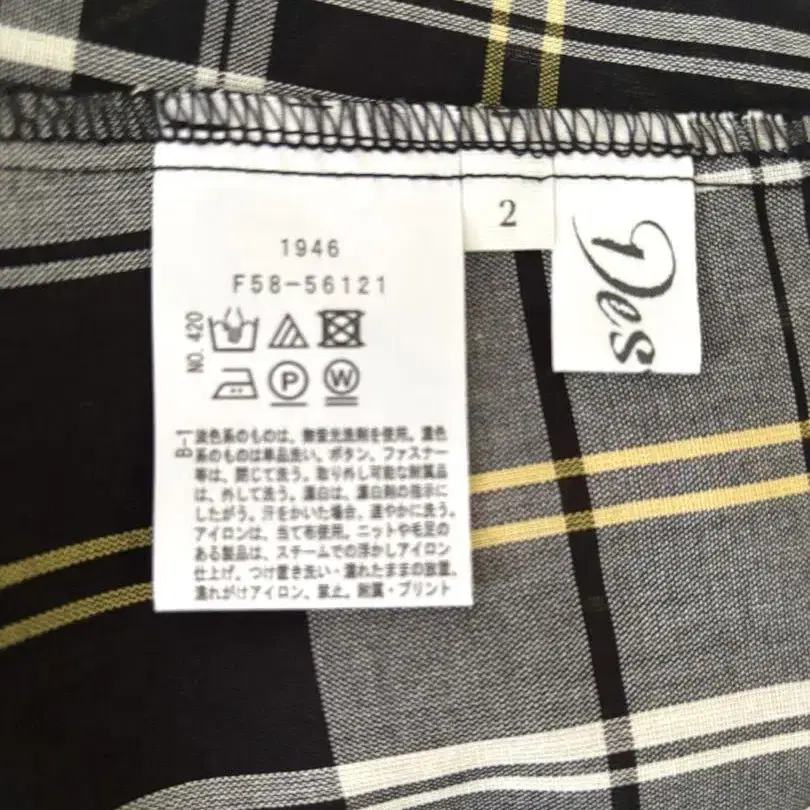 1946
F58-56121
NO. 420
P
W
B-1
淡色系のものは、無蛍光洗剤を使用。濃色
系のものは単品洗い、ボタン、ファスナー
等は、閉じて洗う。取り外し可能な附属品
は、外して洗う。漂白は、漂白剤の指示に
したがう。汗をかいた場合、速やかに洗う。
アイロンは、当て布使用。ニットや毛足の
ある製品は、スチームでの浮かしアイロン
仕上げ。つけ置き洗い・濡れたままの放置、
濡れがけアイロン、禁止。附属・プリント
2
Des